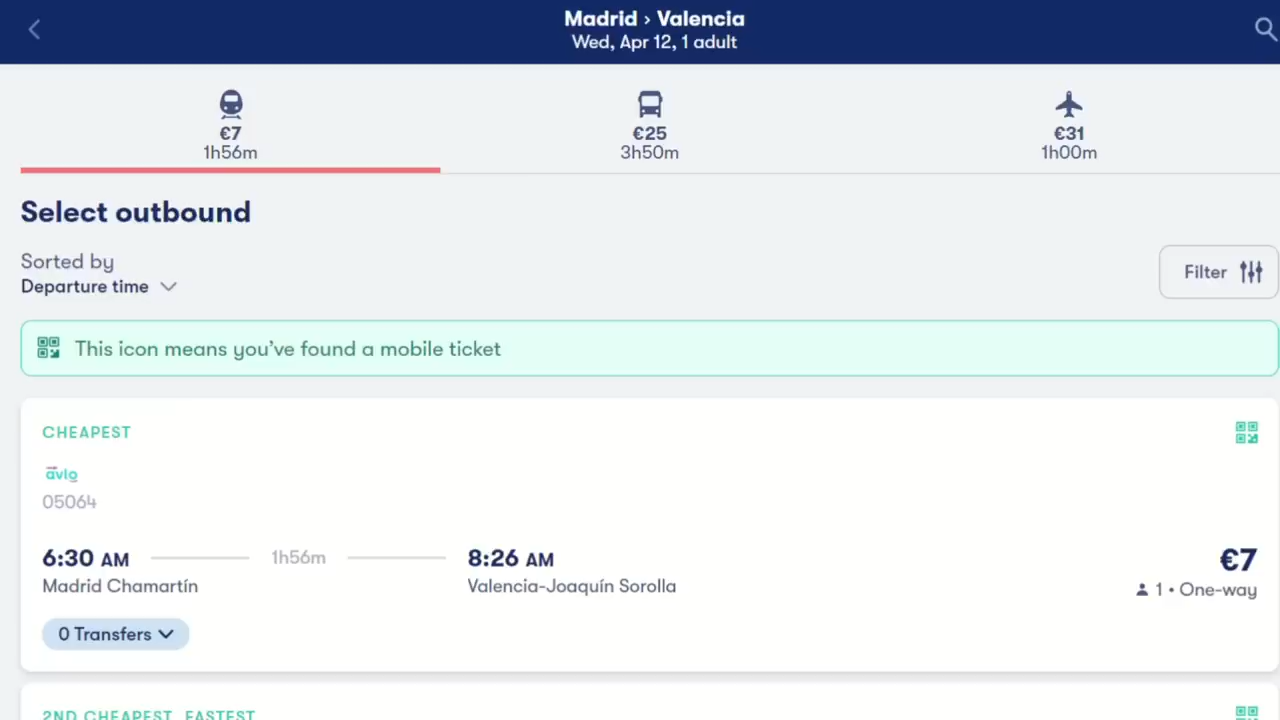 Madrid › Valencia
Wed, Apr 12, 1 adult
€7
1h56m
€25
3h50m
€31
1h00m
Select outbound
Sorted by
Departure time
Filter
This icon means you’ve found a mobile ticket
CHEAPEST
avlo
05064
6:30 AM
1h56m
8:26 AM
€7
Madrid Chamartín
Valencia-Joaquín Sorolla
1 • One-way
0 Transfers
2ND CHEAPEST, FASTEST